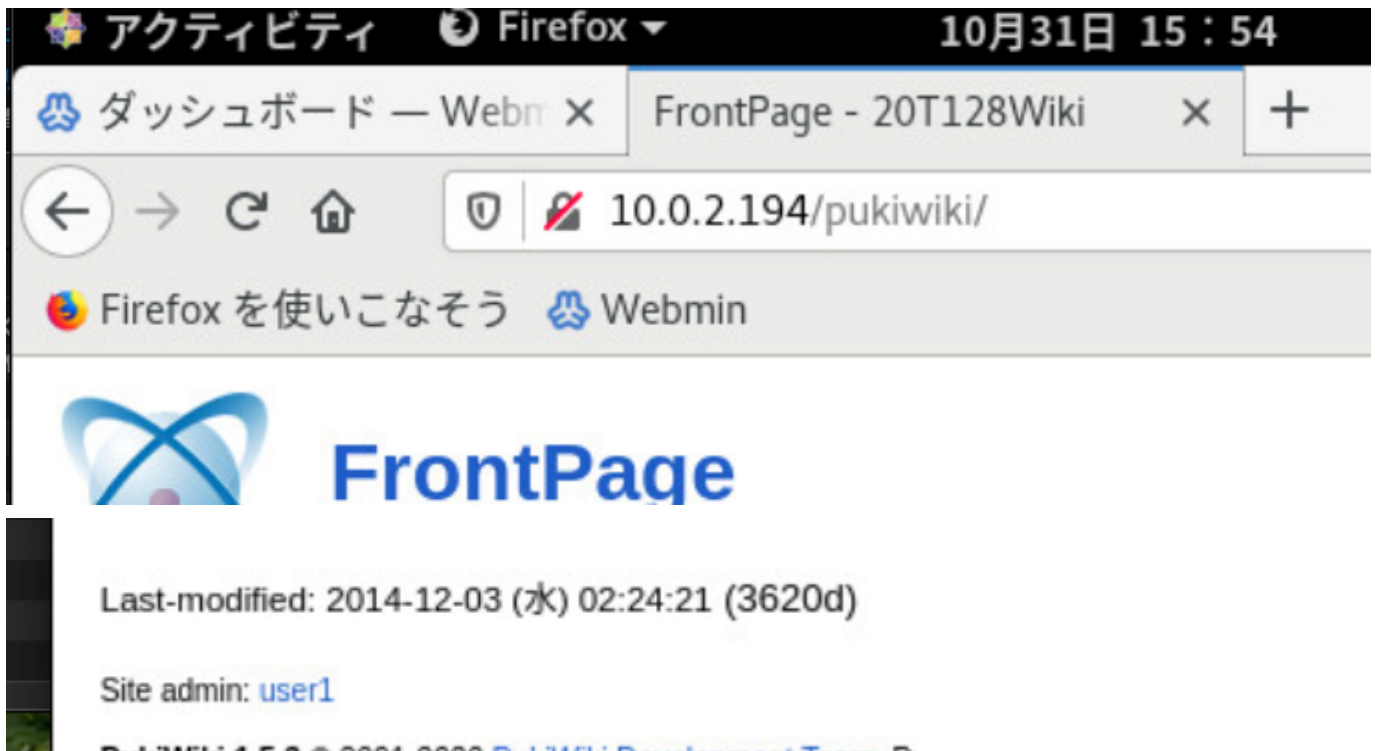 アクティビティ Firefox 10月31日 15：54
ダッシュボード — Webm FrontPage - 20T128Wiki
10.0.2.194/pukiwiki/
Firefox を使いこなそう Webmin
FrontPage
Last-modified: 2014-12-03 (水) 02:24:21 (3620d)
Site admin: user1